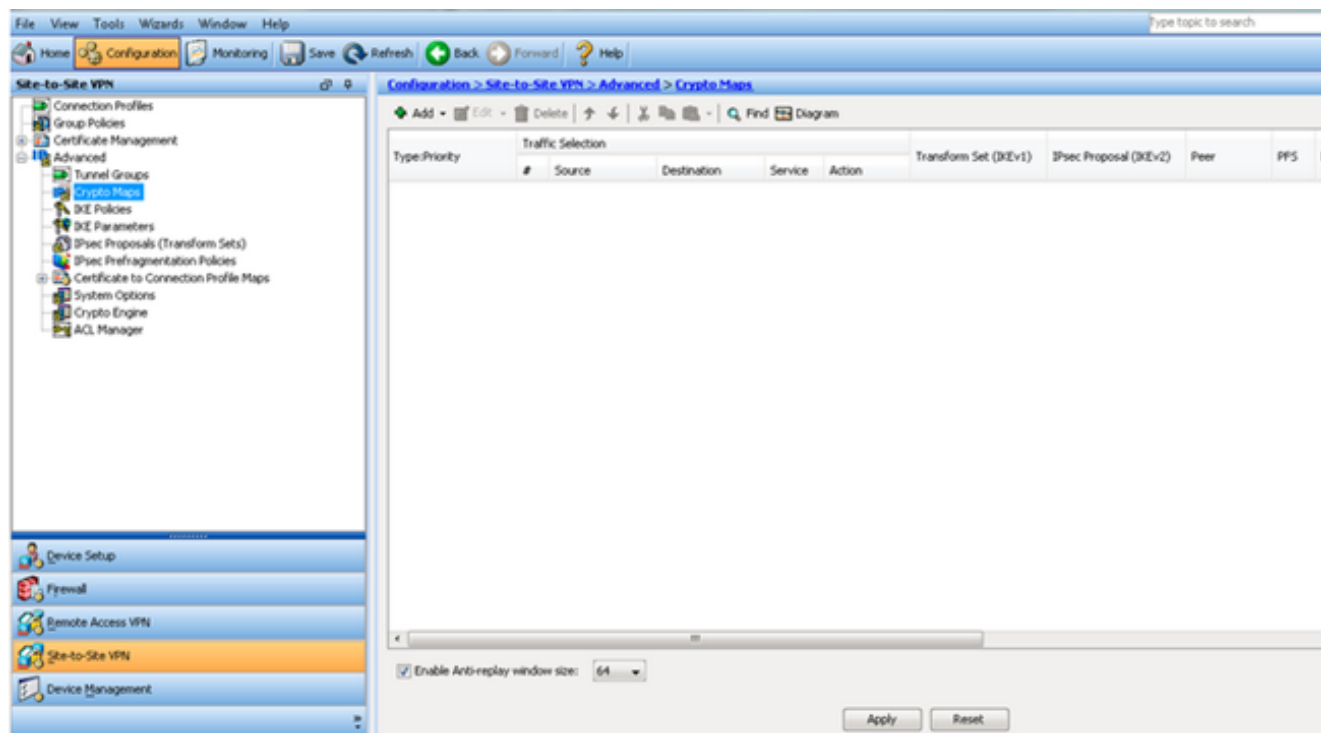 File View Tools Wizards Window Help
Type topic to search
Home Configuration Monitoring Save Refresh Back Forward Help
Site-to-Site VPN
Connection Profiles
Group Policies
Certificate Management
Advanced
Tunnel Groups
Crypto Maps
IKE Policies
IKE Parameters
IPsec Proposals (Transform Sets)
IPsec Prefragmentation Policies
Certificate to Connection Profile Maps
System Options
Crypto Engine
ACL Manager
Device Setup
Firewall
Remote Access VPN
Site-to-Site VPN
Device Management
Configuration > Site-to-Site VPN > Advanced > Crypto Maps
Add Edit Delete Find Diagram
Type:Priority
Traffic Selection
# Source Destination Service Action
Transform Set (IKEv1) IPsec Proposal (IKEv2) Peer PFS
Enable Anti-replay window size: 64
Apply Reset